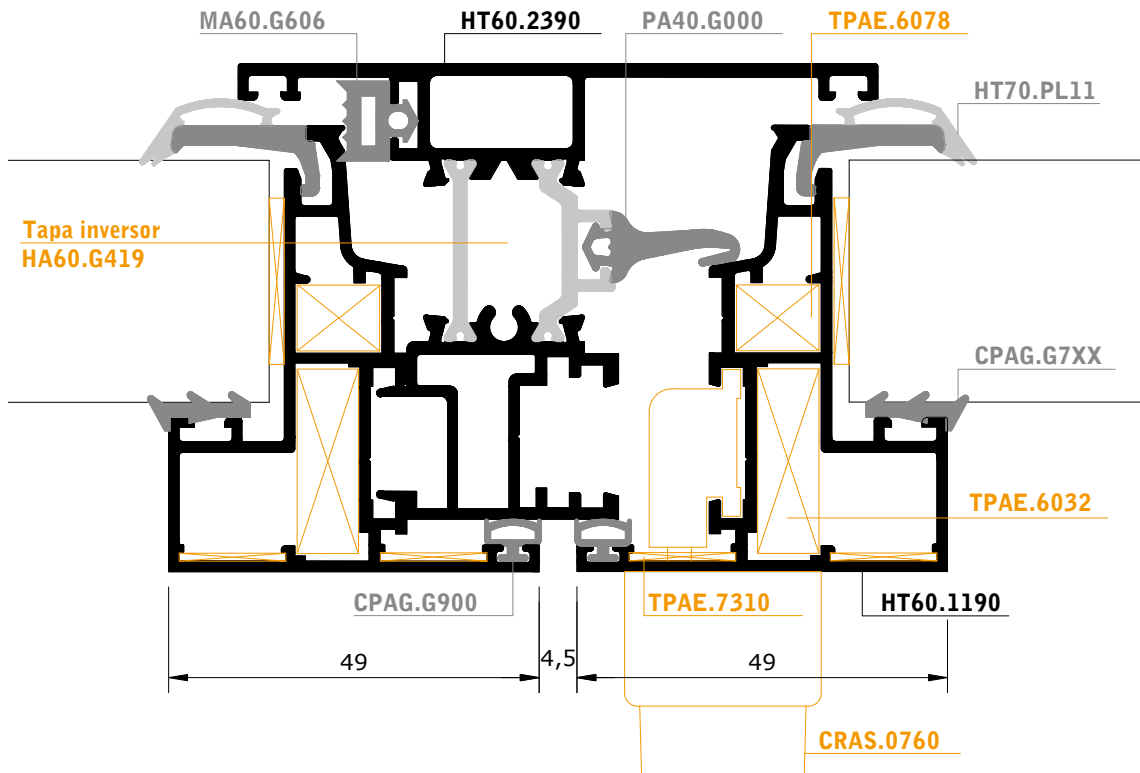 MA60.G606
HT60.2390
PA40.G000
TPAE.6078
HT70.PL11
Tapa inversor
HA60.G419
CPAG.G7XX
TPAE.6032
CPAG.G900
TPAE.7310
HT60.1190
49
4,5
49
CRAS.0760